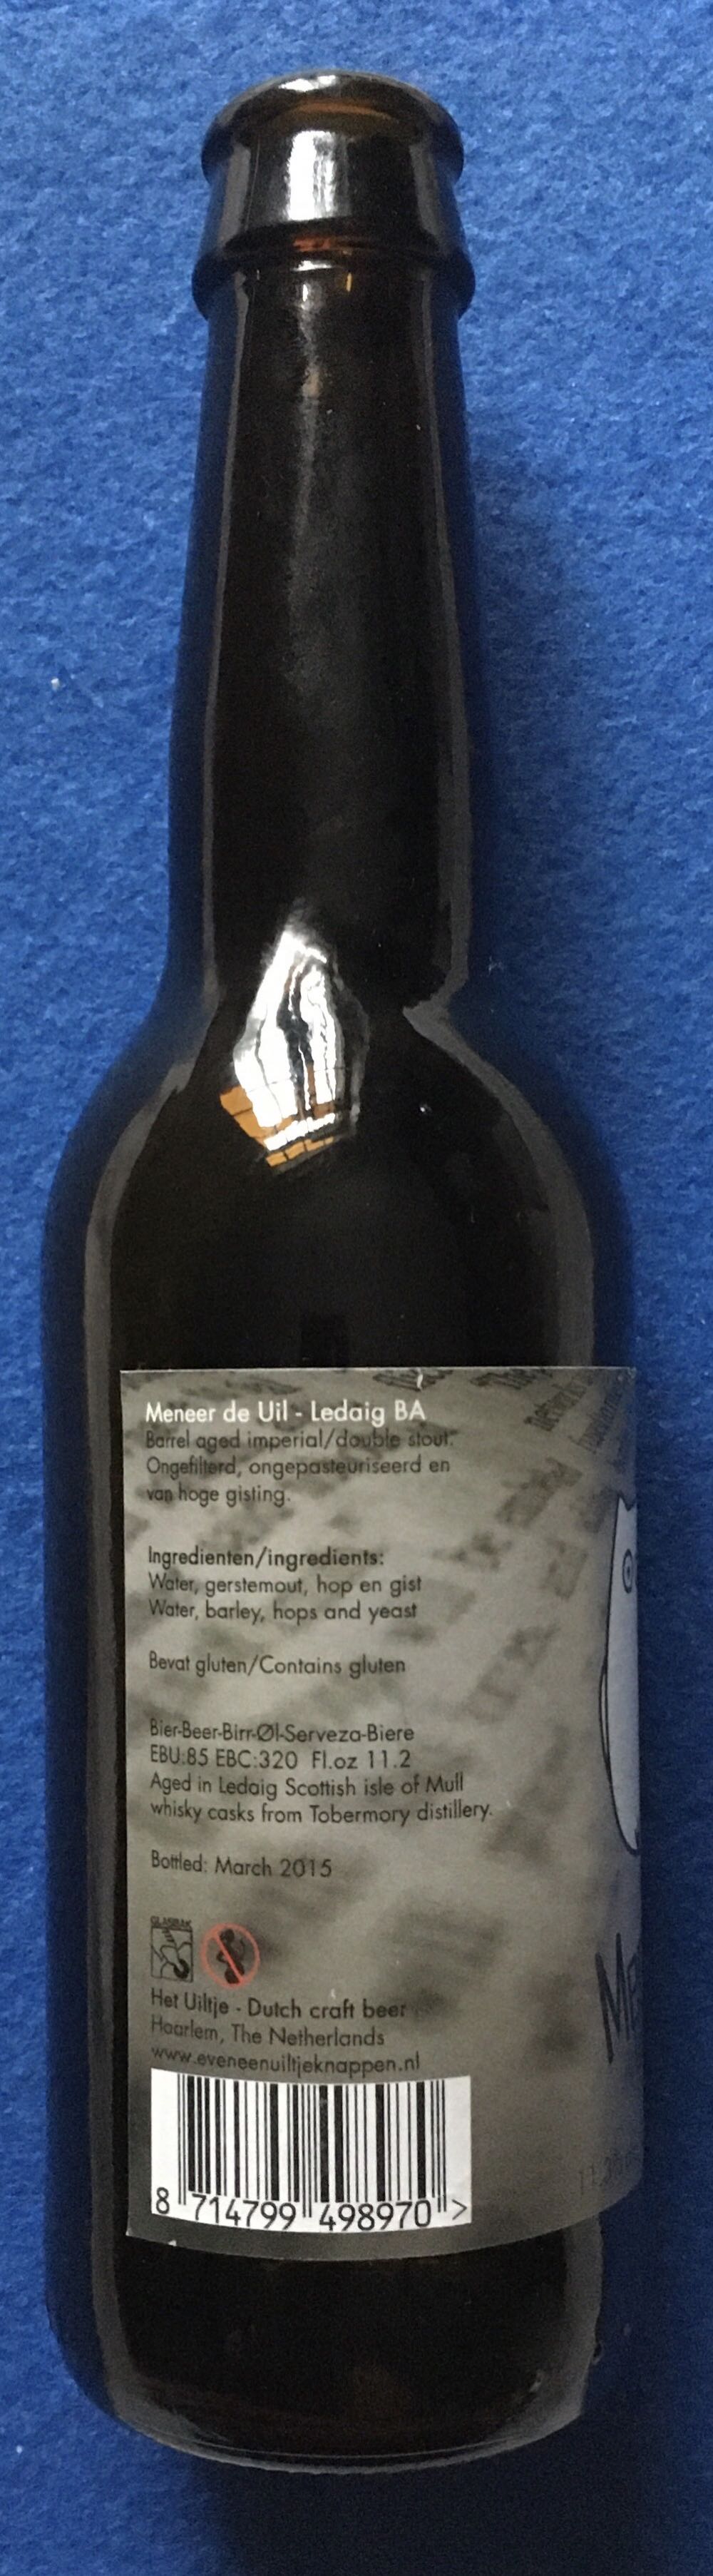 Meneer de Uil - Ledaig BA
Barrel aged imperial/double stout.
Ongefilterd, ongepasteuriseerd en
van hoge gisting.
Ingredienten/ingredients:
Water, gerstemout, hop en gist
Water, barley, hops and yeast
Bevat gluten/Contains gluten
Bier-Beer-Birr-Øl-Serveza-Biere
EBU:85 EBC:320 Fl.oz 11.2
Aged in Ledaig Scottish isle of Mull
whisky casks from Tobermory distillery.
Bottled: March 2015
GLASBAK
Het Uiltje - Dutch craft beer
Haarlem, The Netherlands
www.eveneenuiltjeknappen.nl
8 714799 498970 >